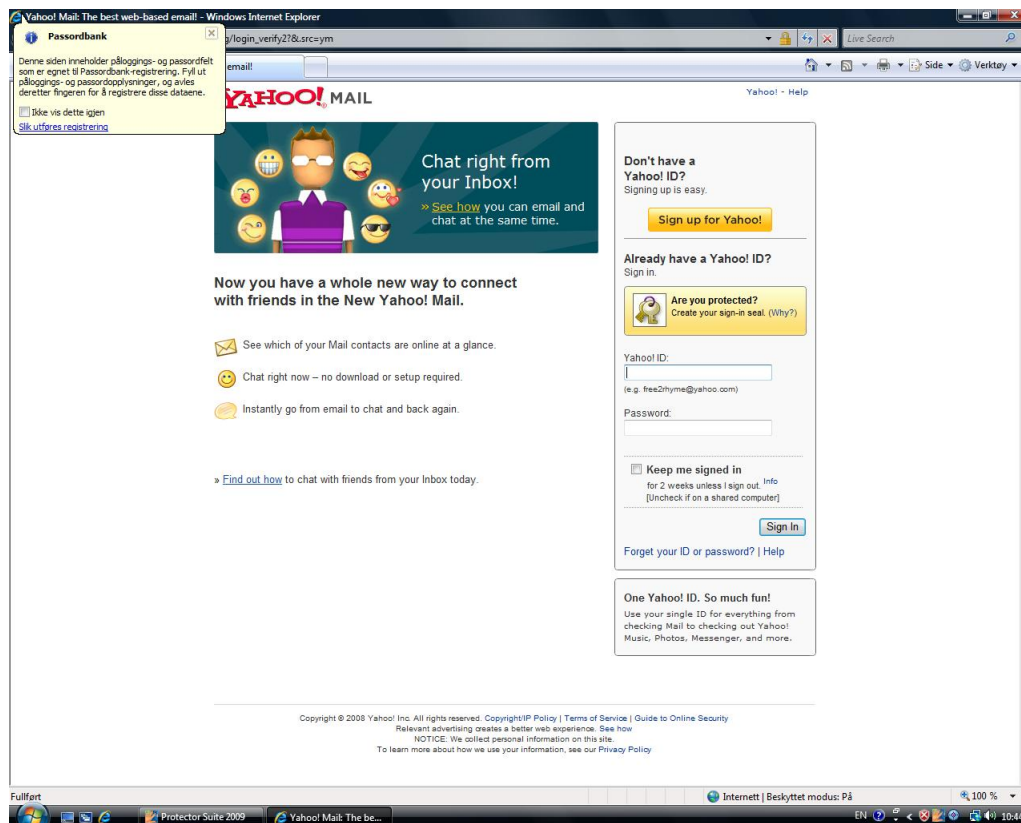 Yahoo! Mail: The best web-based email! - Windows Internet Explorer
Passordbank
Denne siden inneholder påloggings- og passordfelt
som er egnet til Passordbank-registrering. Fyll ut
påloggings- og passordopplysninger, og avles
deretter fingeren for å registrere disse dataene.
Ikke vis dette igjen
Slik utføres registrering
g/login_verify2?&.src=ym
Live Search
email!
Side
Verktøy
YAHOO! MAIL
Yahoo! - Help
Chat right from
your Inbox!
» See how you can email and
chat at the same time.
Now you have a whole new way to connect
with friends in the New Yahoo! Mail.
See which of your Mail contacts are online at a glance.
Chat right now – no download or setup required.
Instantly go from email to chat and back again.
» Find out how to chat with friends from your Inbox today.
Don't have a
Yahoo! ID?
Signing up is easy.
Sign up for Yahoo!
Already have a Yahoo! ID?
Sign in.
Are you protected?
Create your sign-in seal. (Why?)
Yahoo! ID:
(e.g. free2rhyme@yahoo.com)
Password:
Keep me signed in
for 2 weeks unless I sign out. Info
[Uncheck if on a shared computer]
Sign In
Forget your ID or password? | Help
One Yahoo! ID. So much fun!
Use your single ID for everything from
checking Mail to checking out Yahoo!
Music, Photos, Messenger, and more.
Copyright © 2008 Yahoo! Inc. All rights reserved. Copyright/IP Policy | Terms of Service | Guide to Online Security
Relevant advertising creates a better web experience. See how
NOTICE: We collect personal information on this site.
To learn more about how we use your information, see our Privacy Policy
Fullført
Internett | Beskyttet modus: På
100 %
Protector Suite 2009
Yahoo! Mail: The be...
EN
10:44